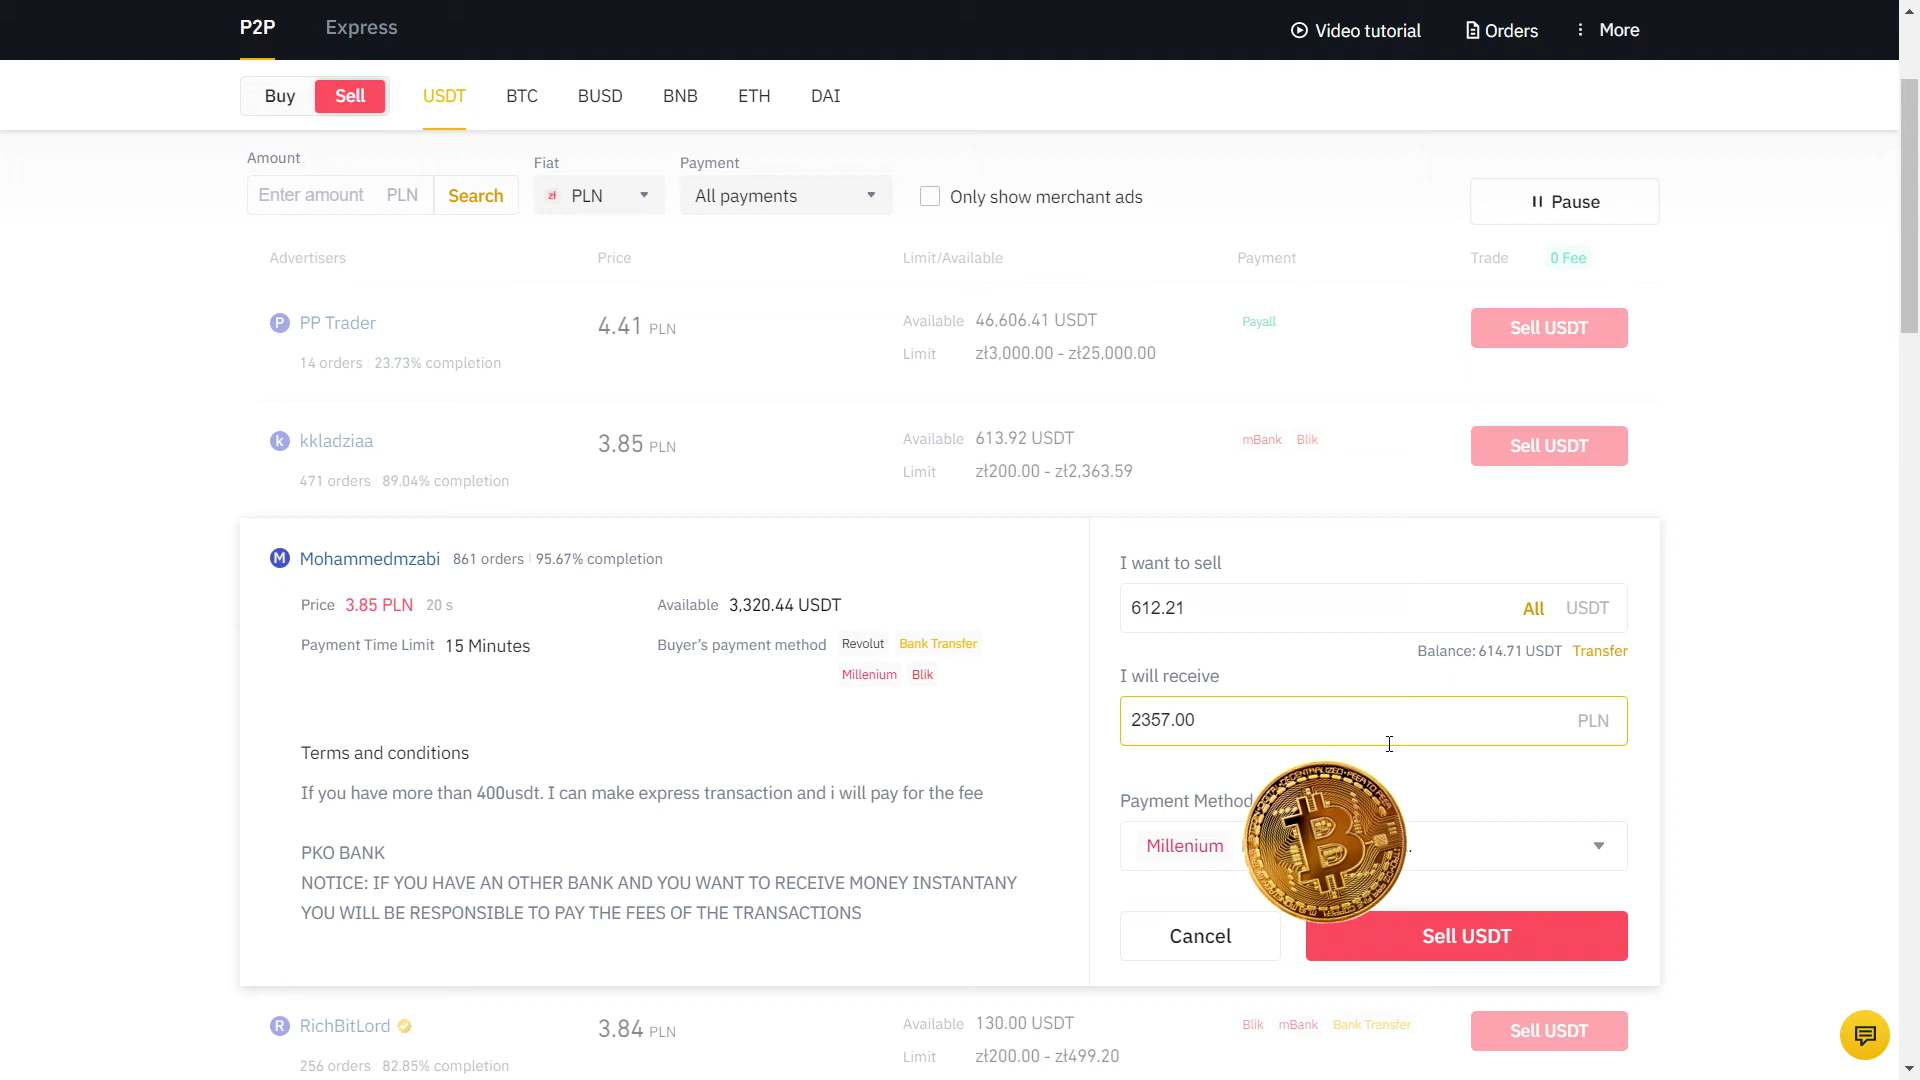 P2P Express Video tutorial Orders More
Buy Sell USDT BTC BUSD BNB ETH DAI
Amount Fiat Payment
Enter amount PLN Search zł PLN All payments Only show merchant ads Pause
Advertisers Price Limit/Available Payment Trade 0 Fee
P PP Trader 4.41 PLN Available 46,606.41 USDT Payall Sell USDT
14 orders 23.73% completion Limit zł3,000.00 - zł25,000.00
k kkladziaa 3.85 PLN Available 613.92 USDT mBank Blik Sell USDT
471 orders 89.04% completion Limit zł200.00 - zł2,363.59
M Mohammedmzabi 861 orders 95.67% completion
Price 3.85 PLN 20 s Available 3,320.44 USDT
Payment Time Limit 15 Minutes Buyer's payment method Revolut Bank Transfer
Millenium Blik
Terms and conditions
If you have more than 400usdt. I can make express transaction and i will pay for the fee
PKO BANK
NOTICE: IF YOU HAVE AN OTHER BANK AND YOU WANT TO RECEIVE MONEY INSTANTANY
YOU WILL BE RESPONSIBLE TO PAY THE FEES OF THE TRANSACTIONS
I want to sell
612.21 All USDT
Balance: 614.71 USDT Transfer
I will receive
2357.00 PLN
Payment Method
Millenium
Cancel Sell USDT
R RichBitLord 3.84 PLN Available 130.00 USDT Blik mBank Bank Transfer Sell USDT
256 orders 82.85% completion Limit zł200.00 - zł499.20